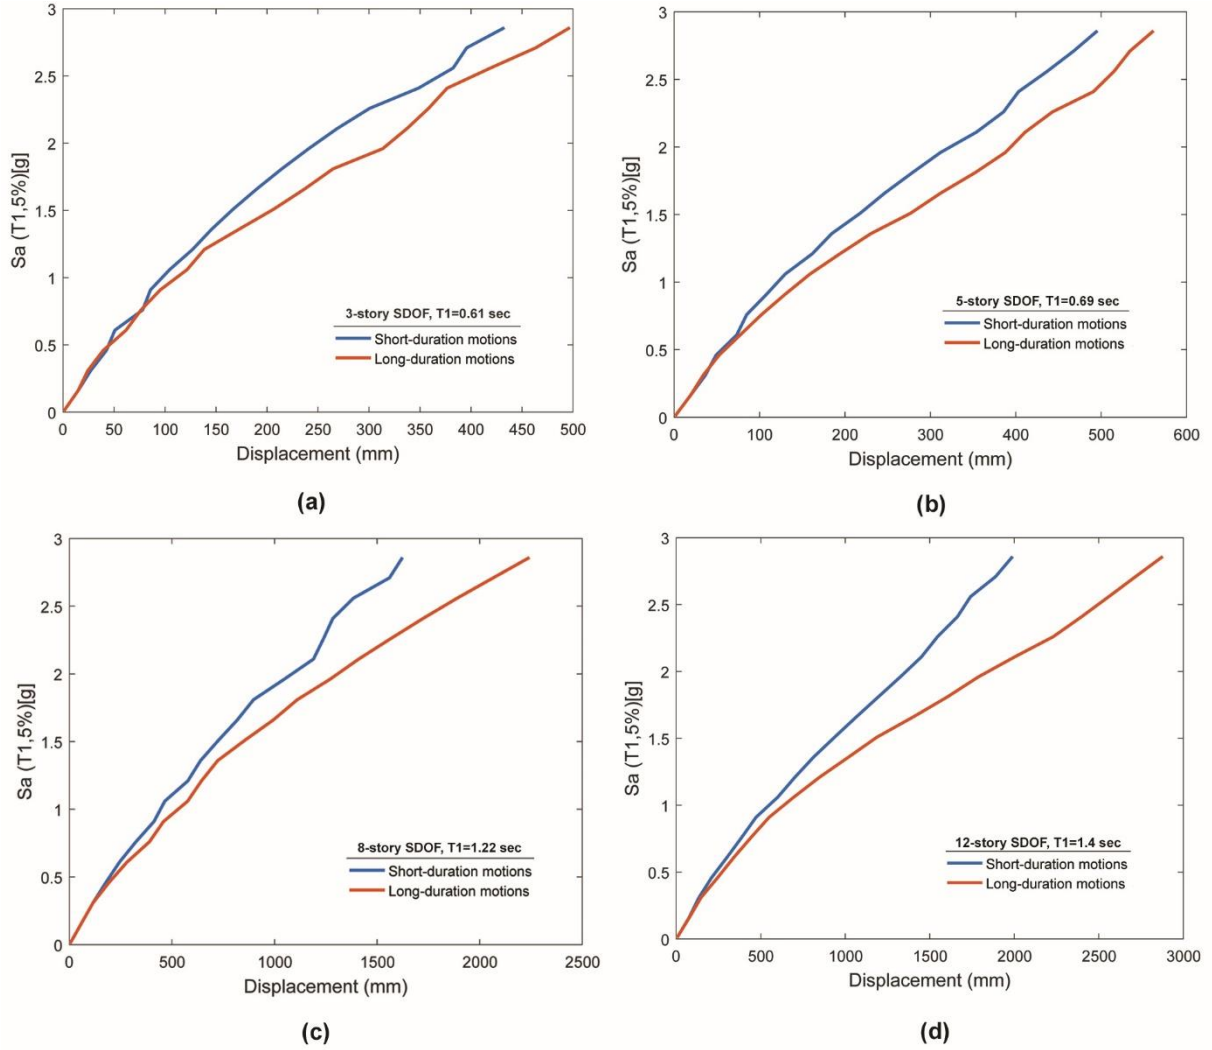 3
2.5
2
1.5
1
0.5
0
Sa (T1,5%)[g]
3-story SDOF, T1=0.61 sec
Short-duration motions
Long-duration motions
0 50 100 150 200 250 300 350 400 450 500
Displacement (mm)
(a)
3
2.5
2
1.5
1
0.5
0
Sa (T1,5%)[g]
5-story SDOF, T1=0.69 sec
Short-duration motions
Long-duration motions
0 100 200 300 400 500 600
Displacement (mm)
(b)
3
2.5
2
1.5
1
0.5
0
Sa (T1,5%)[g]
8-story SDOF, T1=1.22 sec
Short-duration motions
Long-duration motions
0 500 1000 1500 2000 2500
Displacement (mm)
(c)
3
2.5
2
1.5
1
0.5
0
Sa (T1,5%)[g]
12-story SDOF, T1=1.4 sec
Short-duration motions
Long-duration motions
0 500 1000 1500 2000 2500 3000
Displacement (mm)
(d)